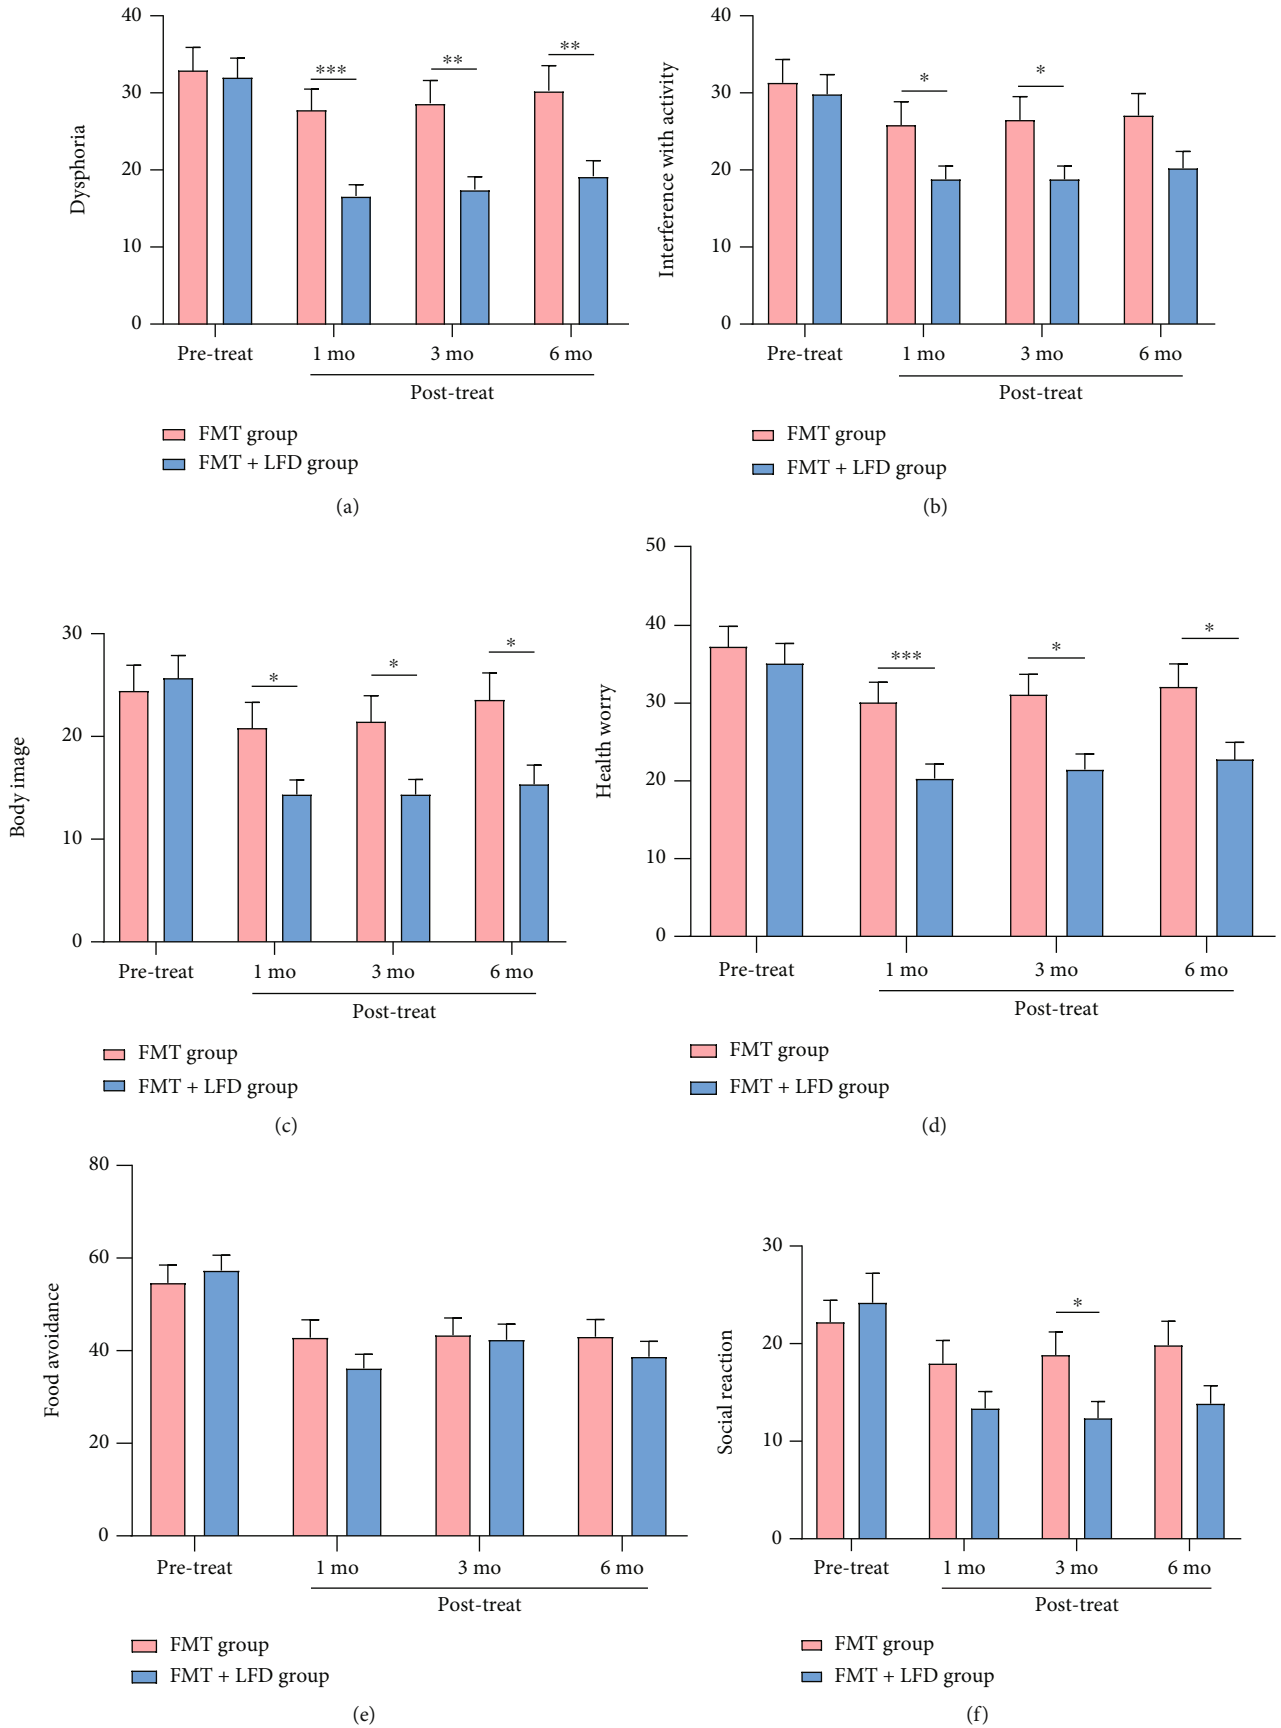 Dysphoria
40
30
20
10
0
***
**
**
Pre-treat 1 mo 3 mo 6 mo
Post-treat
FMT group
FMT + LFD group
(a)
Interference with activity
40
30
20
10
0
*
*
Pre-treat 1 mo 3 mo 6 mo
Post-treat
FMT group
FMT + LFD group
(b)
Body image
30
20
10
0
*
*
*
Pre-treat 1 mo 3 mo 6 mo
Post-treat
FMT group
FMT + LFD group
(c)
Health worry
50
40
30
20
10
0
***
*
*
Pre-treat 1 mo 3 mo 6 mo
Post-treat
FMT group
FMT + LFD group
(d)
Food avoidance
80
60
40
20
0
Pre-treat 1 mo 3 mo 6 mo
Post-treat
FMT group
FMT + LFD group
(e)
Social reaction
30
20
10
0
*
Pre-treat 1 mo 3 mo 6 mo
Post-treat
FMT group
FMT + LFD group
(f)